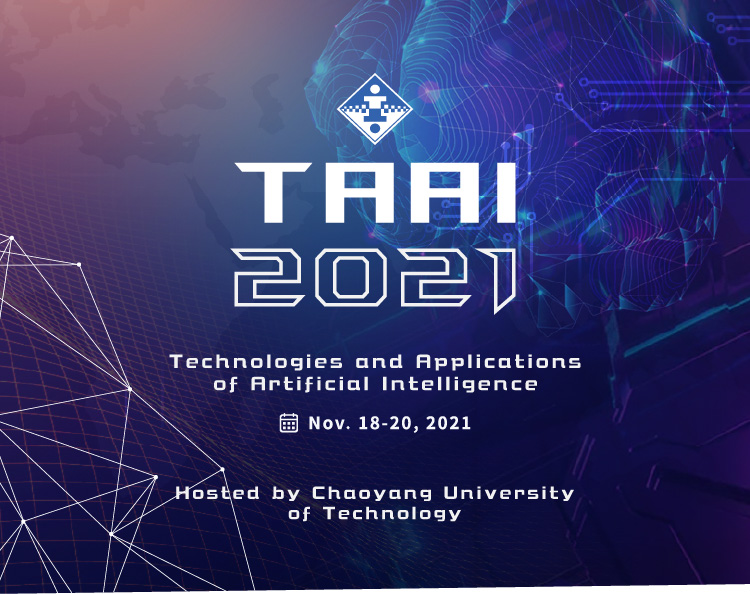 TAAI
2021
Technologies and Applications
of Artificial Intelligence
Nov. 18-20, 2021
Hosted by Chaoyang University
of Technology